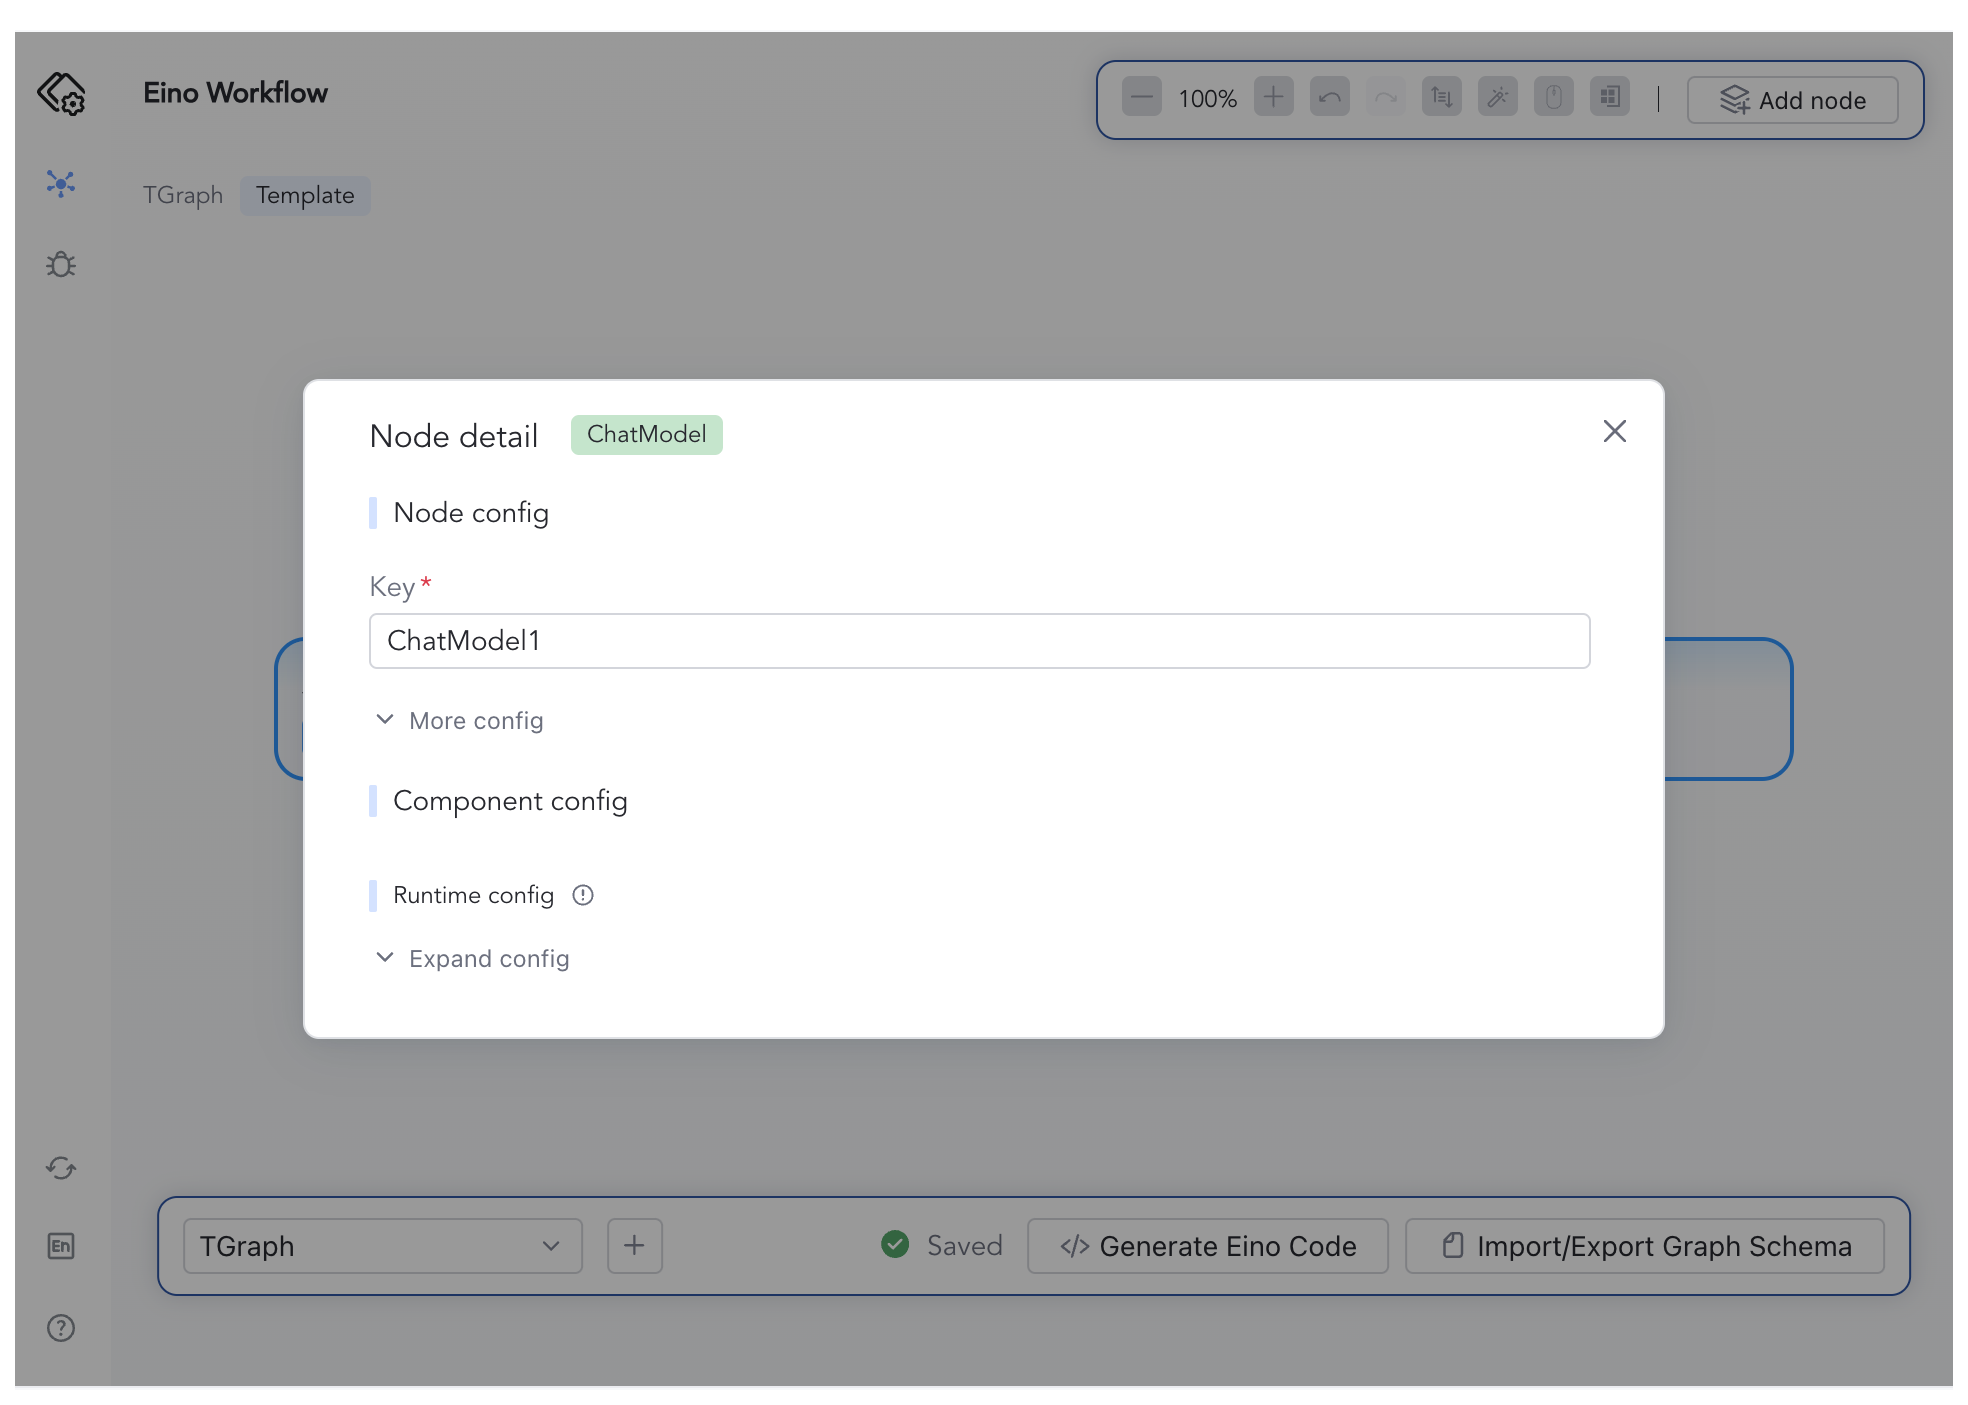 Eino Workflow
100%
Add node
TGraph
Template
Node detail
ChatModel
Node config
Key*
ChatModel1
More config
Component config
Runtime config
Expand config
En
TGraph
Saved
</> Generate Eino Code
Import/Export Graph Schema